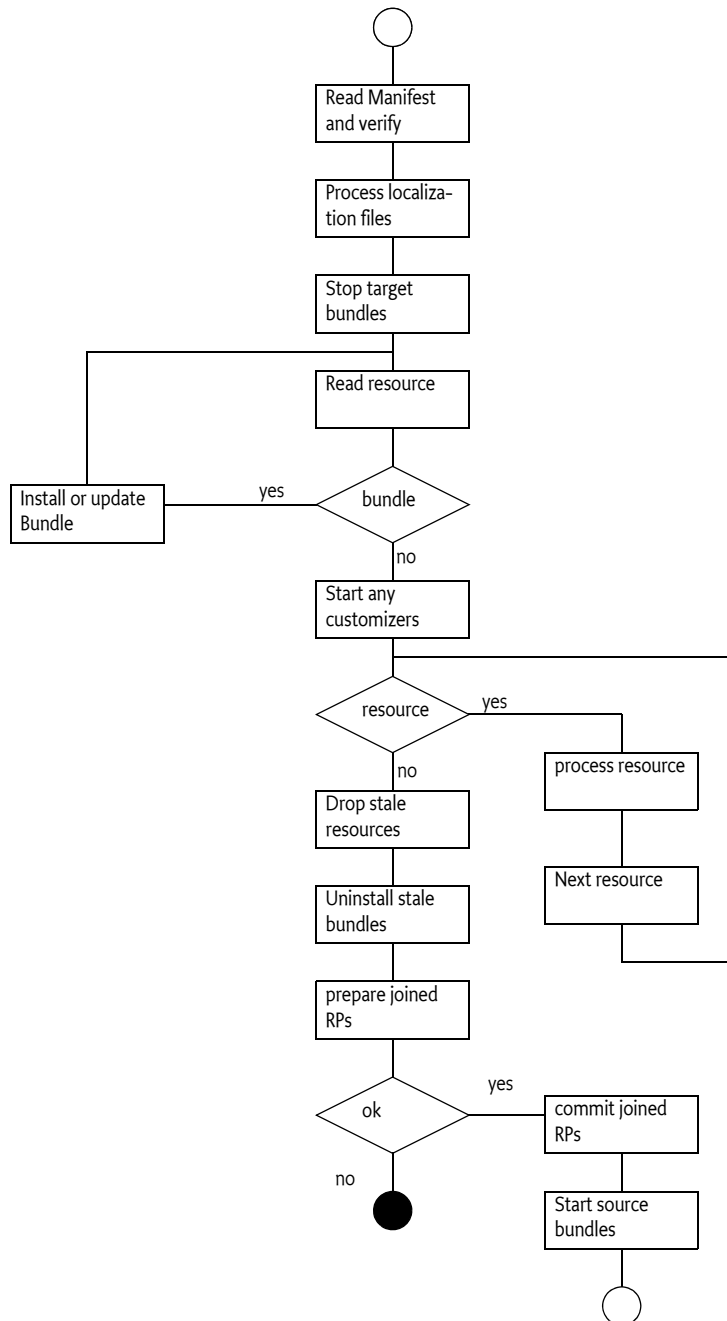 Read Manifest
and verify
Process localiza-
tion files
Stop target
bundles
Read resource
Install or update
Bundle
yes
bundle
no
Start any
customizers
resource
yes
no
process resource
Drop stale
resources
Next resource
Uninstall stale
bundles
prepare joined
RPs
ok
yes
commit joined
RPs
no
Start source
bundles